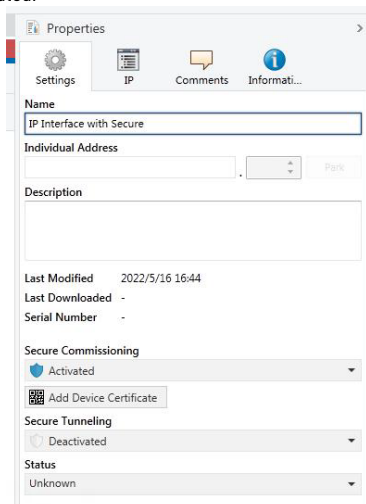 Properties
Settings IP Comments Informati...
Name
IP Interface with Secure
Individual Address
. Park
Description
Last Modified 2022/5/16 16:44
Last Downloaded -
Serial Number -
Secure Commissioning
Activated
Add Device Certificate
Secure Tunneling
Deactivated
Status
Unknown